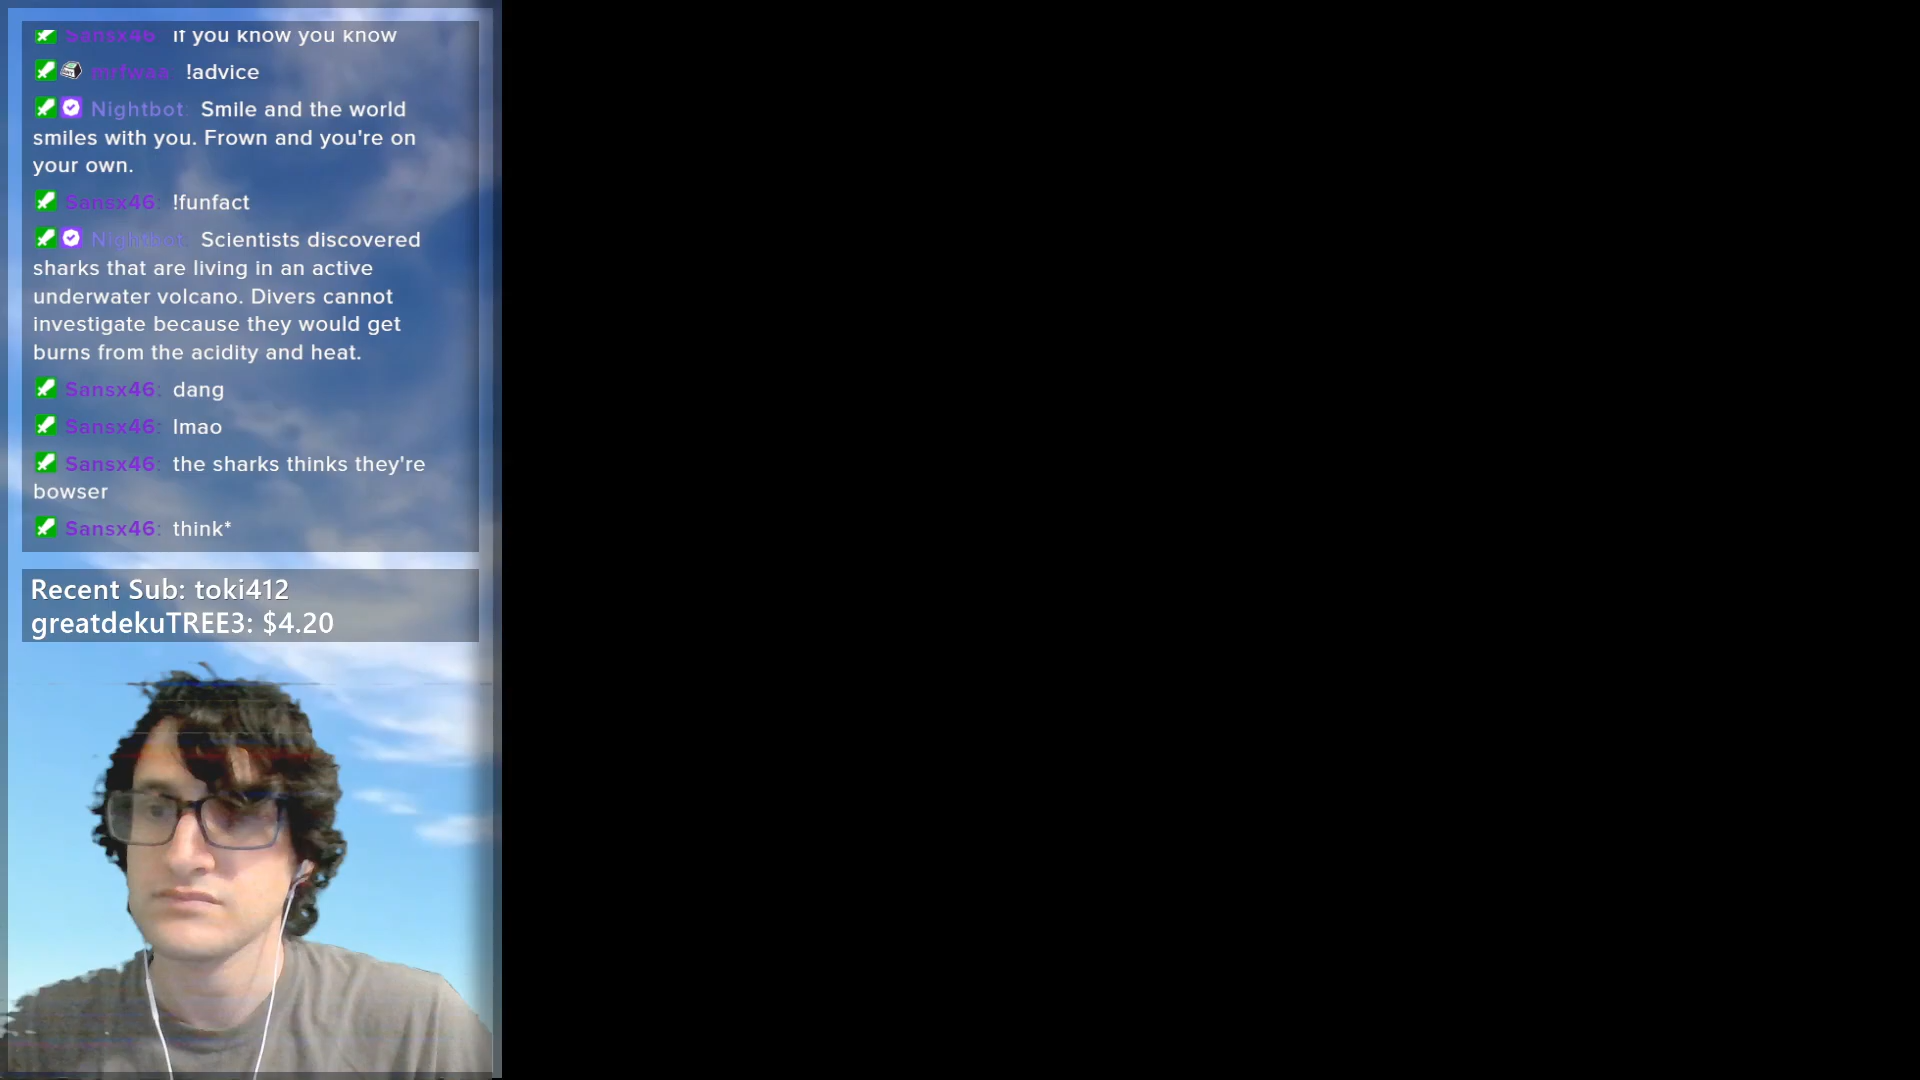 Sansx46: if you know you know
mrfwaa: !advice
Nightbot: Smile and the world
smiles with you. Frown and you're on
your own.
Sansx46: !funfact
Nightbot: Scientists discovered
sharks that are living in an active
underwater volcano. Divers cannot
investigate because they would get
burns from the acidity and heat.
Sansx46: dang
Sansx46: lmao
Sansx46: the sharks thinks they're
bowser
Sansx46: think*
Recent Sub: toki412
greatdekuTREE3: $4.20